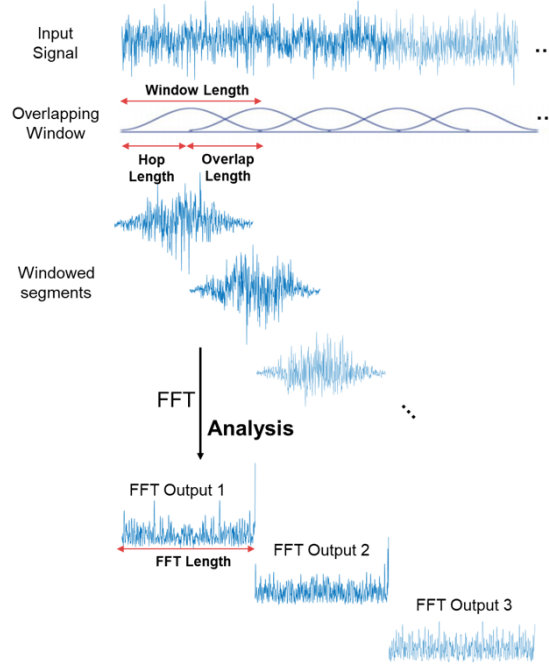 Input
Signal
..
Window Length
Overlapping
Window
..
Hop
Length
Overlap
Length
Windowed
segments
...
FFT
Analysis
FFT Output 1
FFT Length
FFT Output 2
FFT Output 3